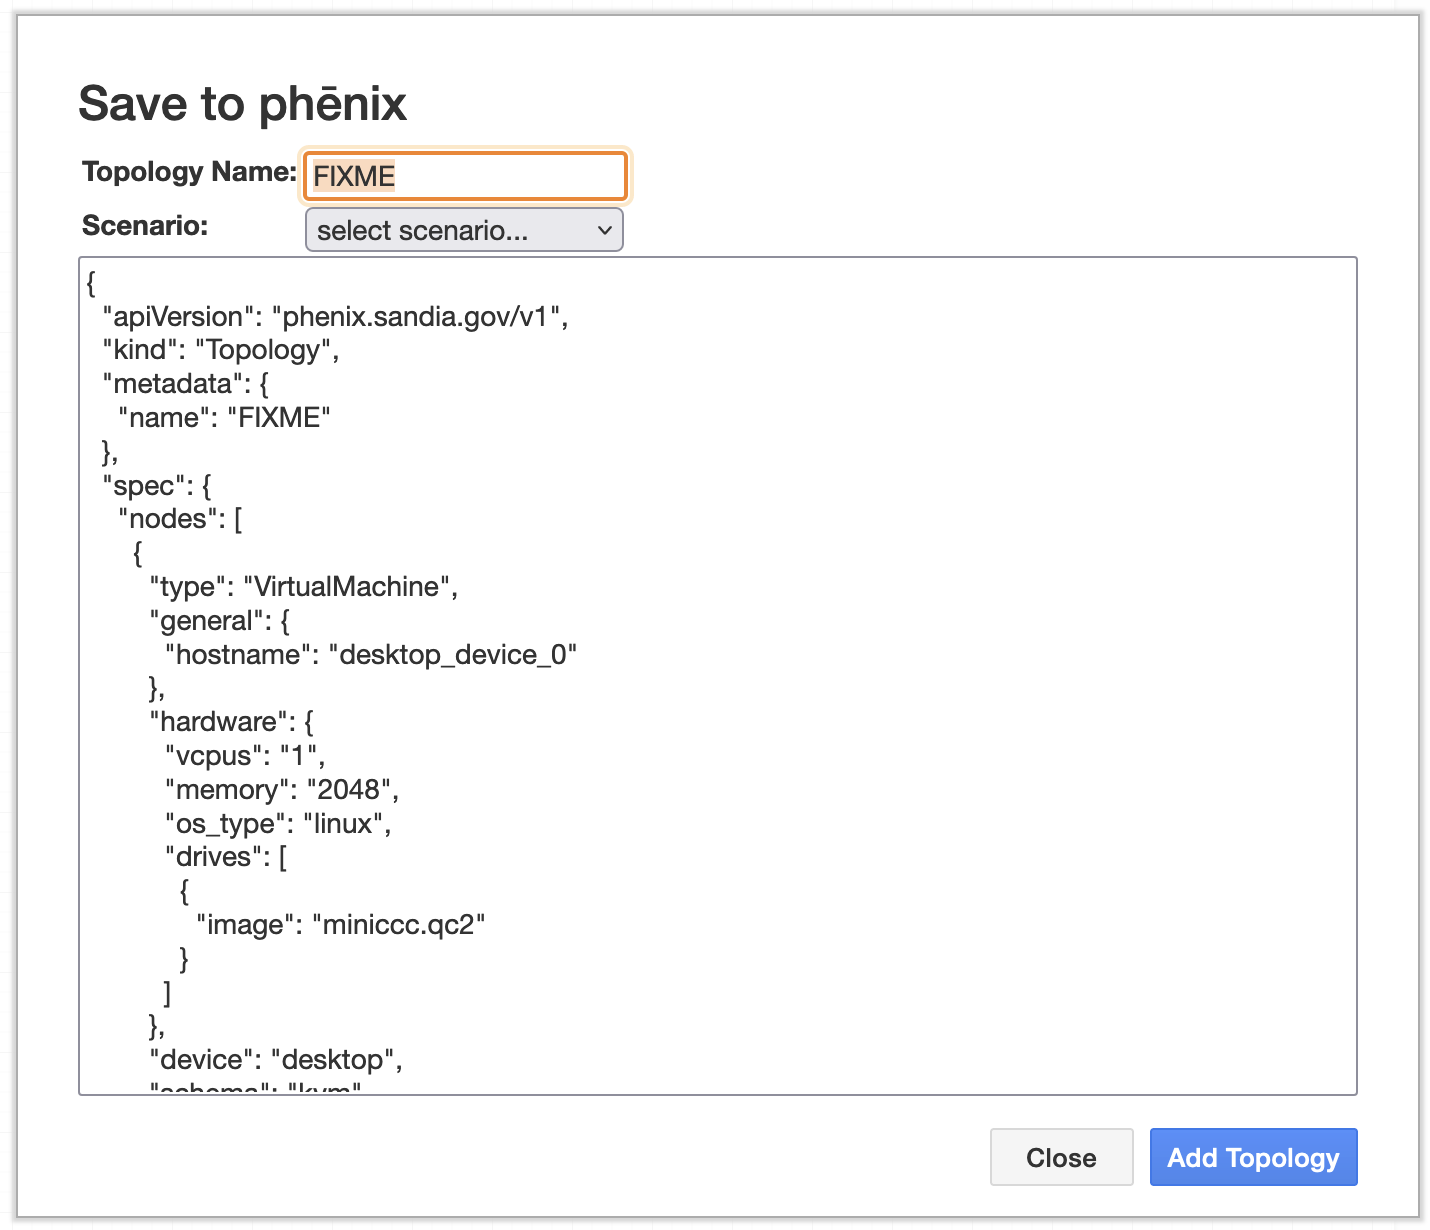 Save to phēnix
Topology Name: FIXME
Scenario: select scenario...
{
"apiVersion": "phenix.sandia.gov/v1",
"kind": "Topology",
"metadata": {
"name": "FIXME"
},
"spec": {
"nodes": [
{
"type": "VirtualMachine",
"general": {
"hostname": "desktop_device_0"
},
"hardware": {
"vcpus": "1",
"memory": "2048",
"os_type": "linux",
"drives": [
{
"image": "miniccc.qc2"
}
]
},
"device": "desktop",
"schema": "kvm"
Close Add Topology